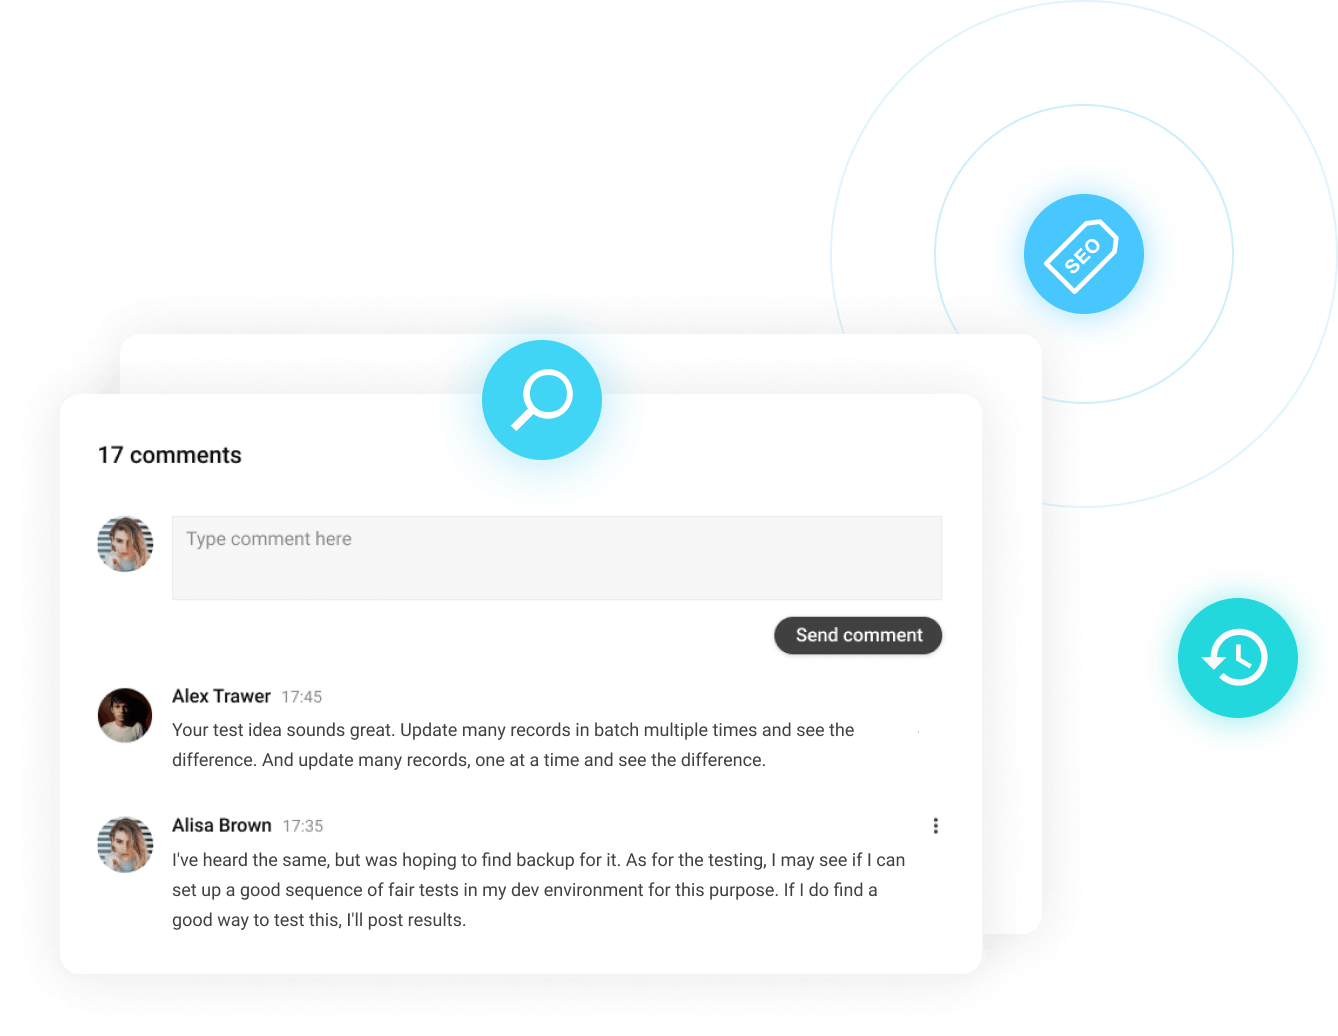 SEO
17 comments
Type comment here
Send comment
Alex Trawer 17:45
Your test idea sounds great. Update many records in batch multiple times and see the
difference. And update many records, one at a time and see the difference.
Alisa Brown 17:35
I've heard the same, but was hoping to find backup for it. As for the testing, I may see if I can
set up a good sequence of fair tests in my dev environment for this purpose. If I do find a
good way to test this, I'll post results.